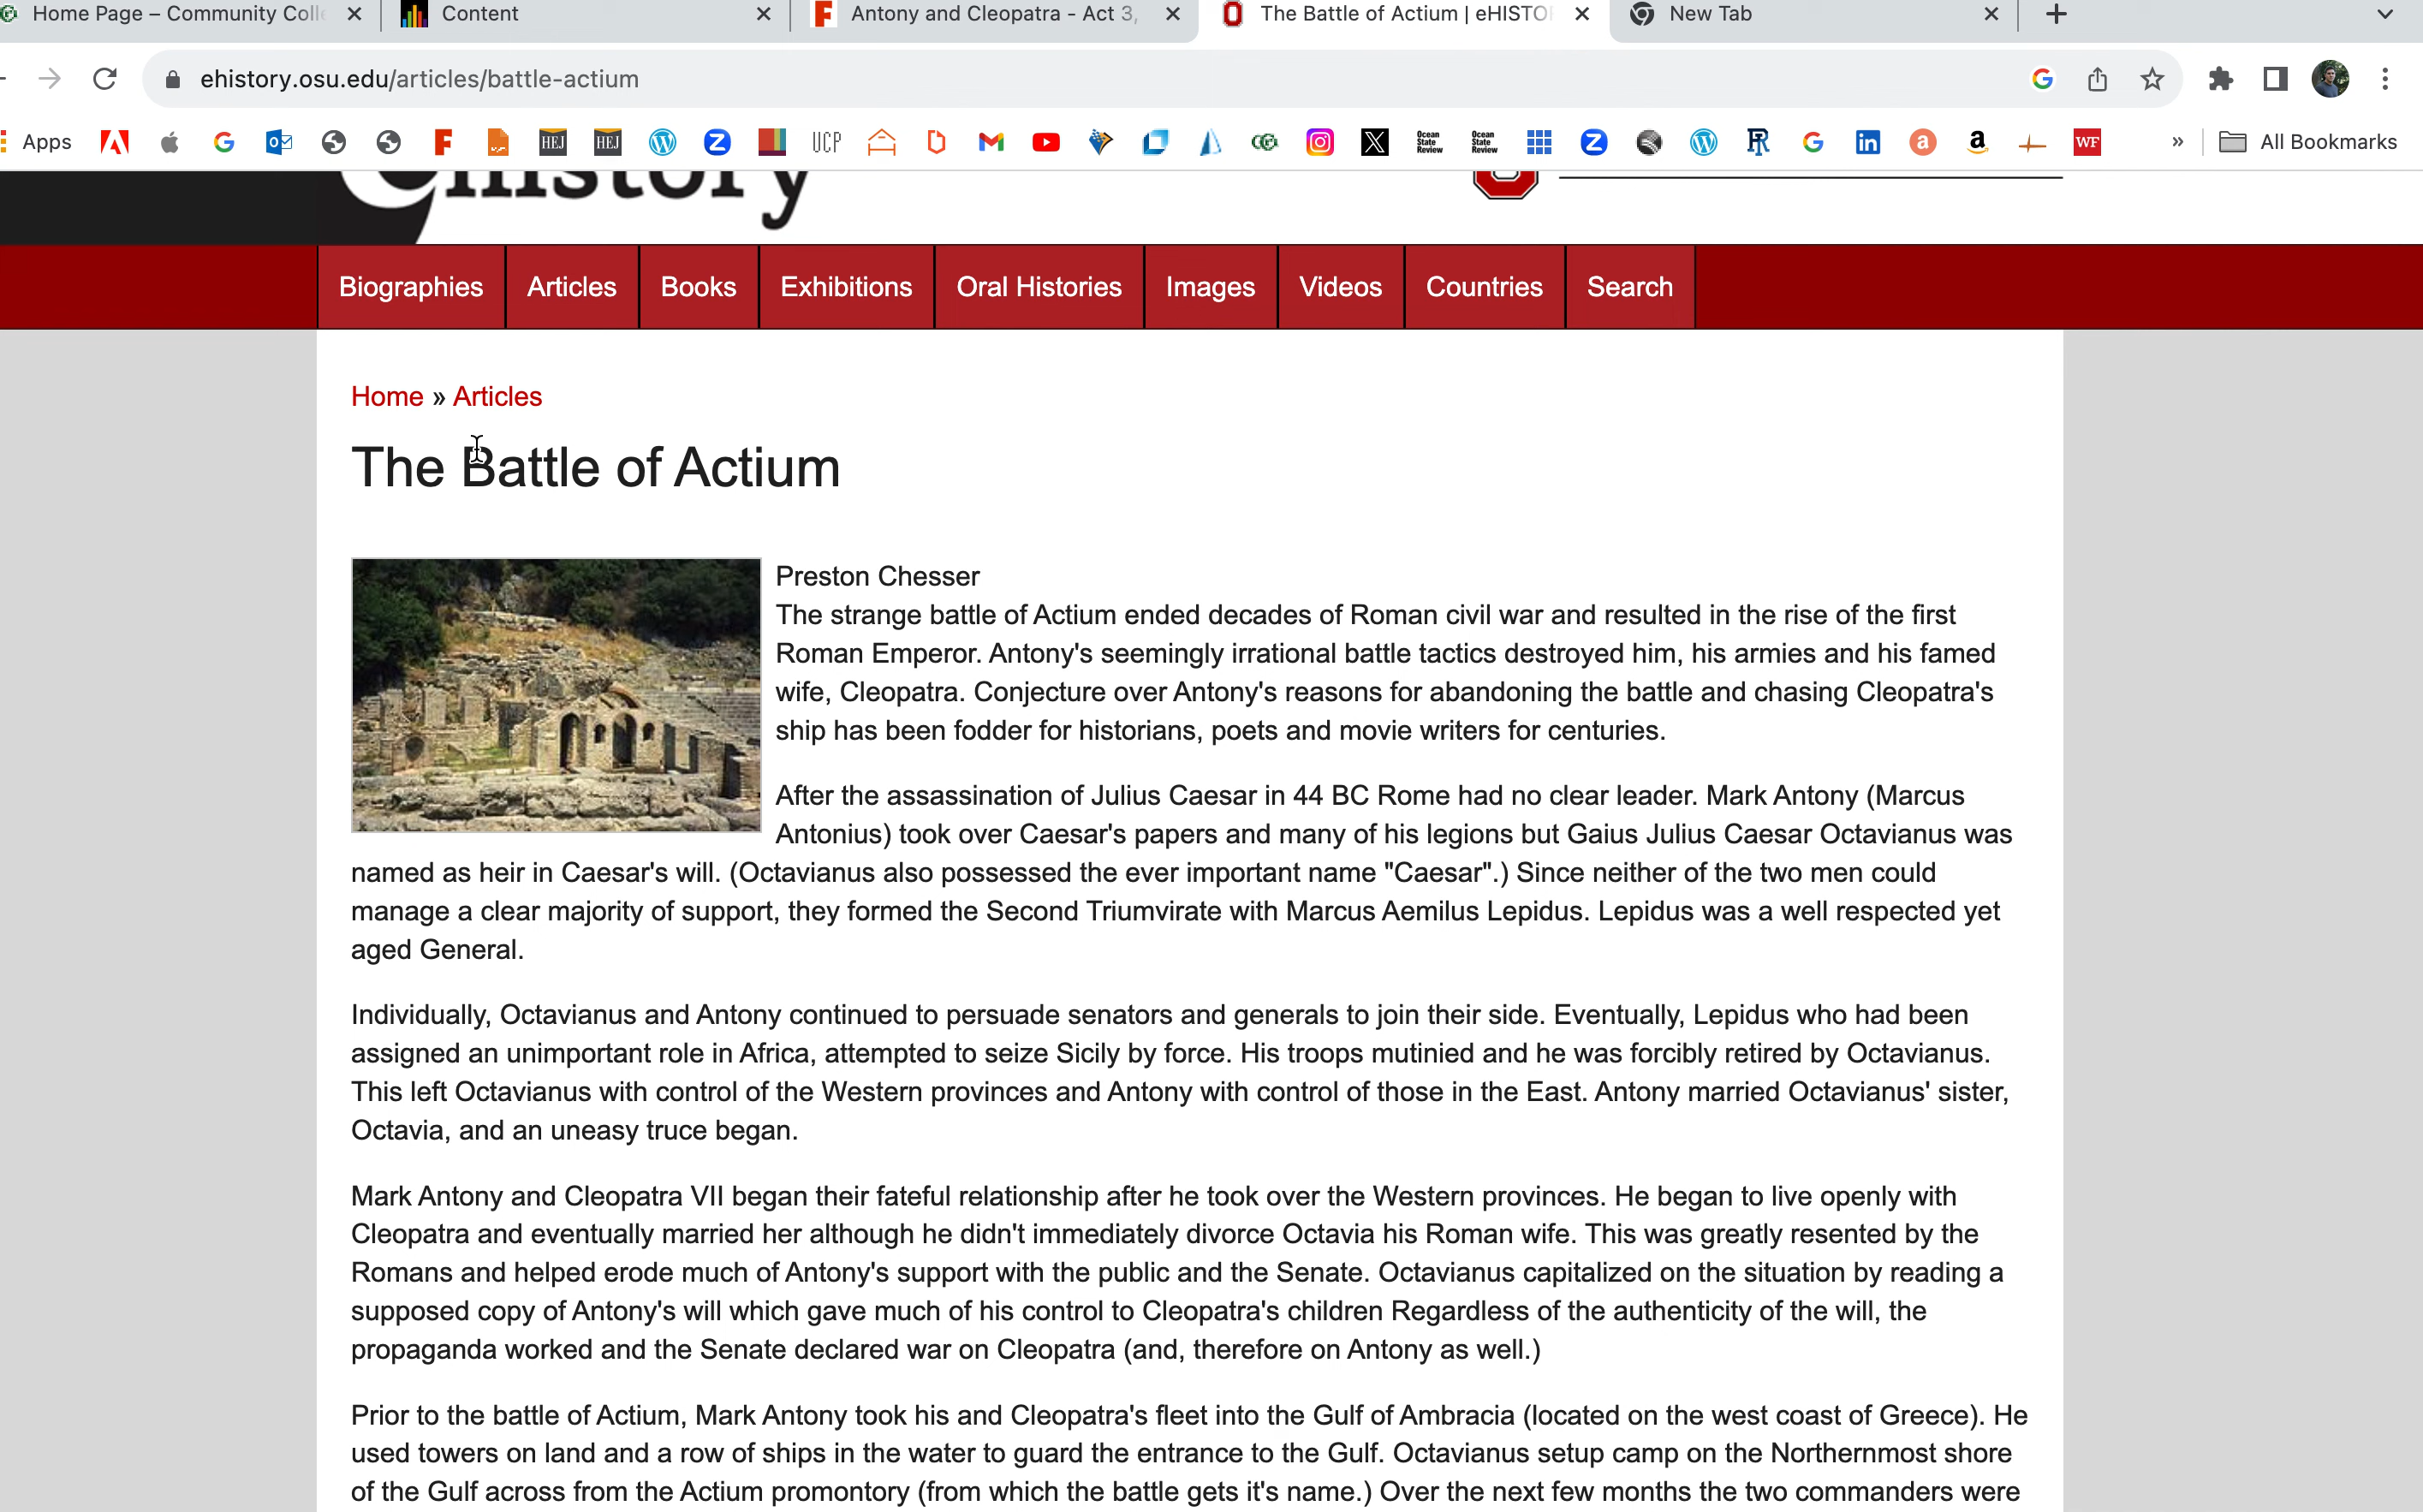 Home Page – Community Coll
Content
Antony and Cleopatra - Act 3,
The Battle of Actium | eHISTO
New Tab
ehistory.osu.edu/articles/battle-actium
Apps
HEJ
HEJ
UCP
Ocean State Review
Ocean State Review
WF
» All Bookmarks
ehistory
Biographies
Articles
Books
Exhibitions
Oral Histories
Images
Videos
Countries
Search
Home » Articles
The Battle of Actium
Preston Chesser
The strange battle of Actium ended decades of Roman civil war and resulted in the rise of the first
Roman Emperor. Antony's seemingly irrational battle tactics destroyed him, his armies and his famed
wife, Cleopatra. Conjecture over Antony's reasons for abandoning the battle and chasing Cleopatra's
ship has been fodder for historians, poets and movie writers for centuries.
After the assassination of Julius Caesar in 44 BC Rome had no clear leader. Mark Antony (Marcus
Antonius) took over Caesar's papers and many of his legions but Gaius Julius Caesar Octavianus was
named as heir in Caesar's will. (Octavianus also possessed the ever important name "Caesar".) Since neither of the two men could
manage a clear majority of support, they formed the Second Triumvirate with Marcus Aemilus Lepidus. Lepidus was a well respected yet
aged General.
Individually, Octavianus and Antony continued to persuade senators and generals to join their side. Eventually, Lepidus who had been
assigned an unimportant role in Africa, attempted to seize Sicily by force. His troops mutinied and he was forcibly retired by Octavianus.
This left Octavianus with control of the Western provinces and Antony with control of those in the East. Antony married Octavianus' sister,
Octavia, and an uneasy truce began.
Mark Antony and Cleopatra VII began their fateful relationship after he took over the Western provinces. He began to live openly with
Cleopatra and eventually married her although he didn't immediately divorce Octavia his Roman wife. This was greatly resented by the
Romans and helped erode much of Antony's support with the public and the Senate. Octavianus capitalized on the situation by reading a
supposed copy of Antony's will which gave much of his control to Cleopatra's children Regardless of the authenticity of the will, the
propaganda worked and the Senate declared war on Cleopatra (and, therefore on Antony as well.)
Prior to the battle of Actium, Mark Antony took his and Cleopatra's fleet into the Gulf of Ambracia (located on the west coast of Greece). He
used towers on land and a row of ships in the water to guard the entrance to the Gulf. Octavianus setup camp on the Northernmost shore
of the Gulf across from the Actium promontory (from which the battle gets it's name.) Over the next few months the two commanders were